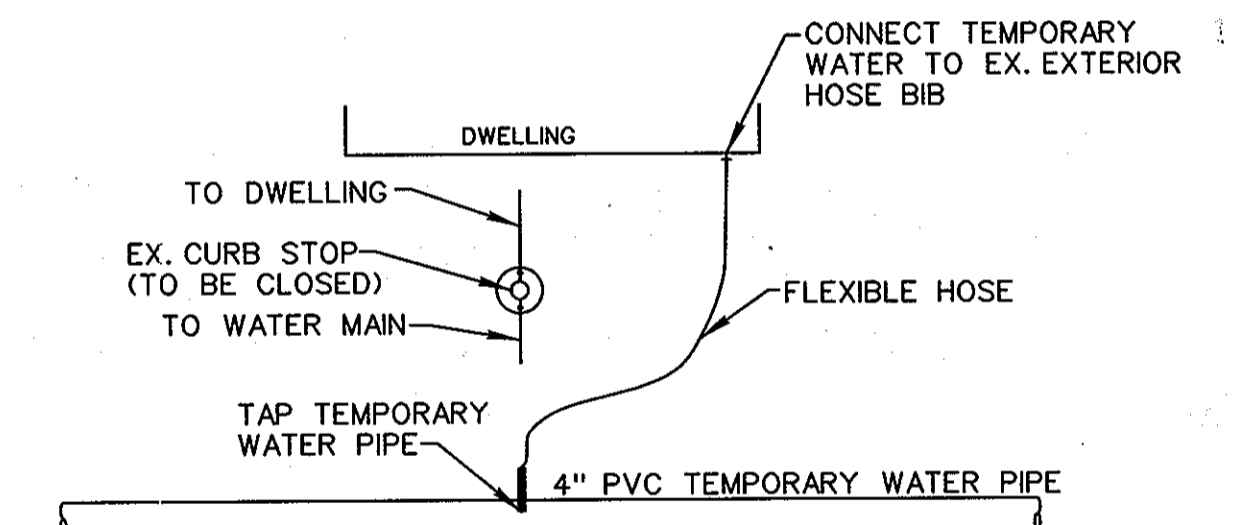 CONNECT TEMPORARY
WATER TO EX. EXTERIOR
HOSE BIB
DWELLING
TO DWELLING
EX. CURB STOP
(TO BE CLOSED)
TO WATER MAIN
FLEXIBLE HOSE
TAP TEMPORARY
WATER PIPE
4" PVC TEMPORARY WATER PIPE